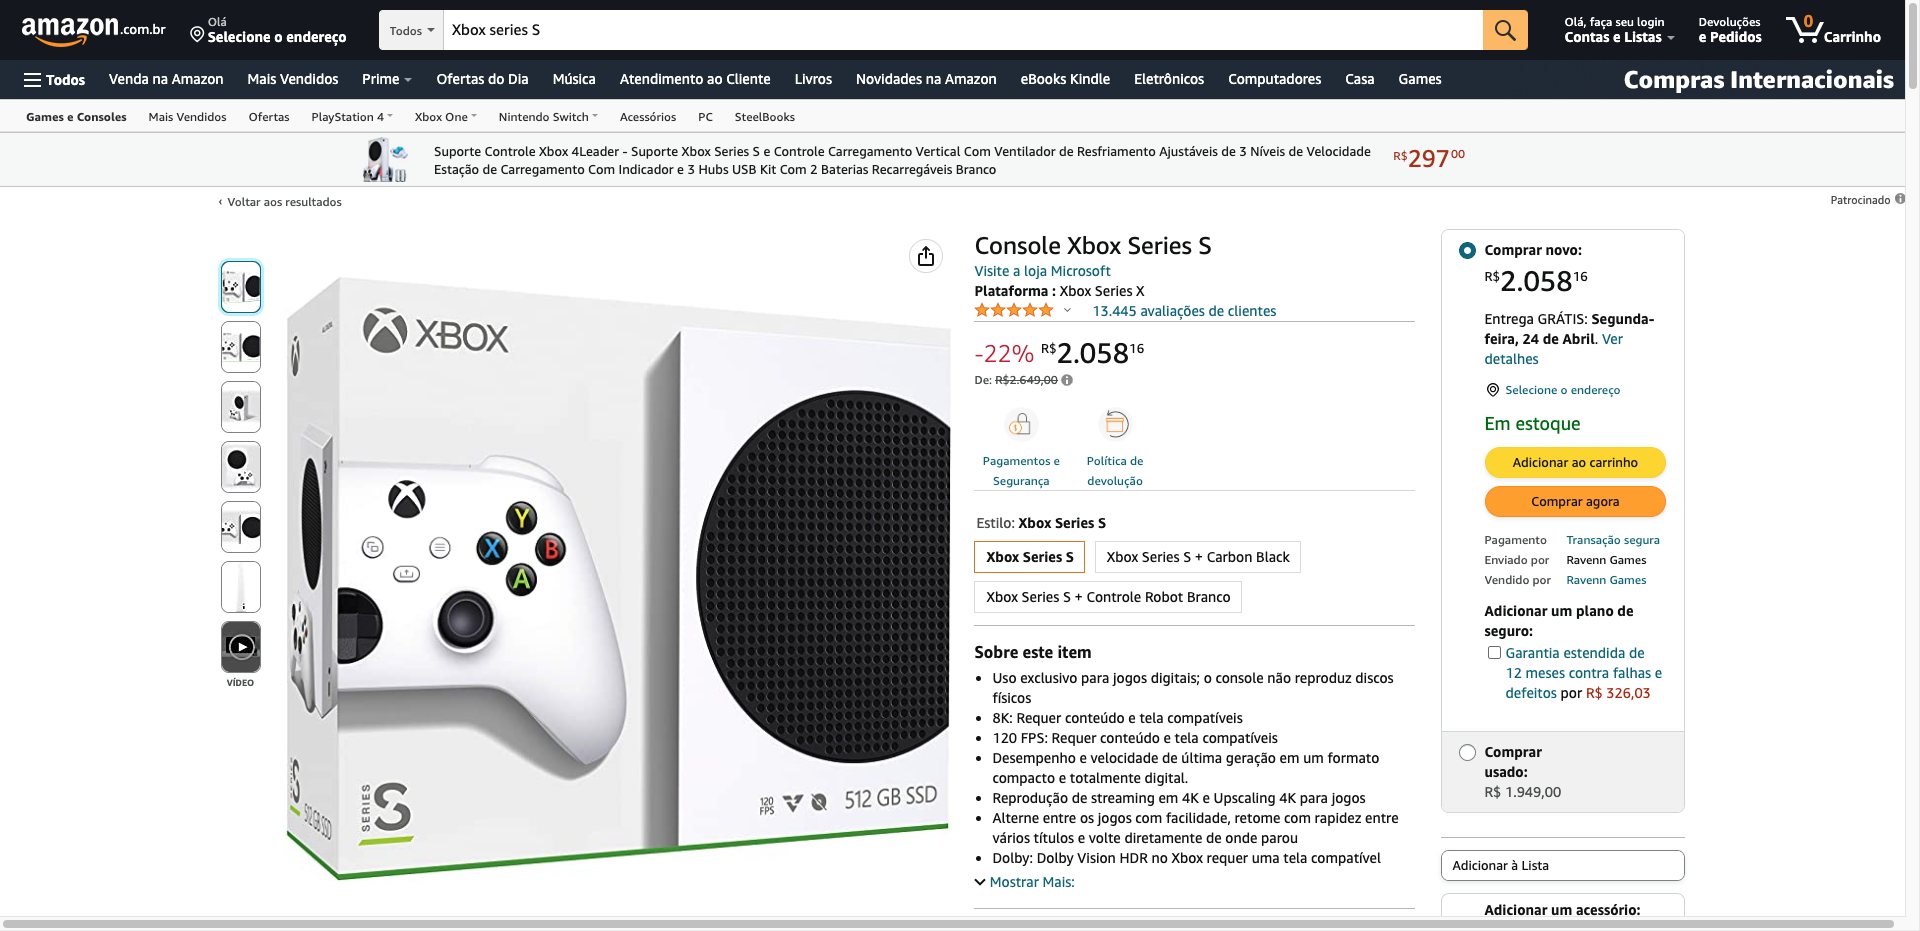 amazon.com.br
Olá
Selecione o endereço
Todos
Xbox series S
Olá, faça seu login
Contas e Listas
Devoluções
e Pedidos
0
Carrinho
Todos
Venda na Amazon
Mais Vendidos
Prime
Ofertas do Dia
Música
Atendimento ao Cliente
Livros
Novidades na Amazon
eBooks Kindle
Eletrônicos
Computadores
Casa
Games
Compras Internacionais
Games e Consoles
Mais Vendidos
Ofertas
PlayStation 4
Xbox One
Nintendo Switch
Acessórios
PC
SteelBooks
Suporte Controle Xbox 4Leader - Suporte Xbox Series S e Controle Carregamento Vertical Com Ventilador de Resfriamento Ajustáveis de 3 Níveis de Velocidade
Estação de Carregamento Com Indicador e 3 Hubs USB Kit Com 2 Baterias Recarregáveis Branco
R$29700
‹ Voltar aos resultados
Patrocinado
VÍDEO
XBOX
Y
X
B
A
SERIES S
120 FPS
512 GB SSD
SERIES S
512 GB SSD
Console Xbox Series S
Visite a loja Microsoft
Plataforma : Xbox Series X
13.445 avaliações de clientes
-22% R$2.05816
De: R$2.649,00
Pagamentos e
Segurança
Política de
devolução
Estilo: Xbox Series S
Xbox Series S
Xbox Series S + Carbon Black
Xbox Series S + Controle Robot Branco
Sobre este item
• Uso exclusivo para jogos digitais; o console não reproduz discos
físicos
• 8K: Requer conteúdo e tela compatíveis
• 120 FPS: Requer conteúdo e tela compatíveis
• Desempenho e velocidade de última geração em um formato
compacto e totalmente digital.
• Reprodução de streaming em 4K e Upscaling 4K para jogos
• Alterne entre os jogos com facilidade, retome com rapidez entre
vários títulos e volte diretamente de onde parou
• Dolby: Dolby Vision HDR no Xbox requer uma tela compatível
Mostrar Mais:
Comprar novo:
R$2.05816
Entrega GRÁTIS: Segunda-
feira, 24 de Abril. Ver
detalhes
Selecione o endereço
Em estoque
Adicionar ao carrinho
Comprar agora
Pagamento Transação segura
Enviado por Ravenn Games
Vendido por Ravenn Games
Adicionar um plano de
seguro:
Garantia estendida de
12 meses contra falhas e
defeitos por R$ 326,03
Comprar
usado:
R$ 1.949,00
Adicionar à Lista
Adicionar um acessório: